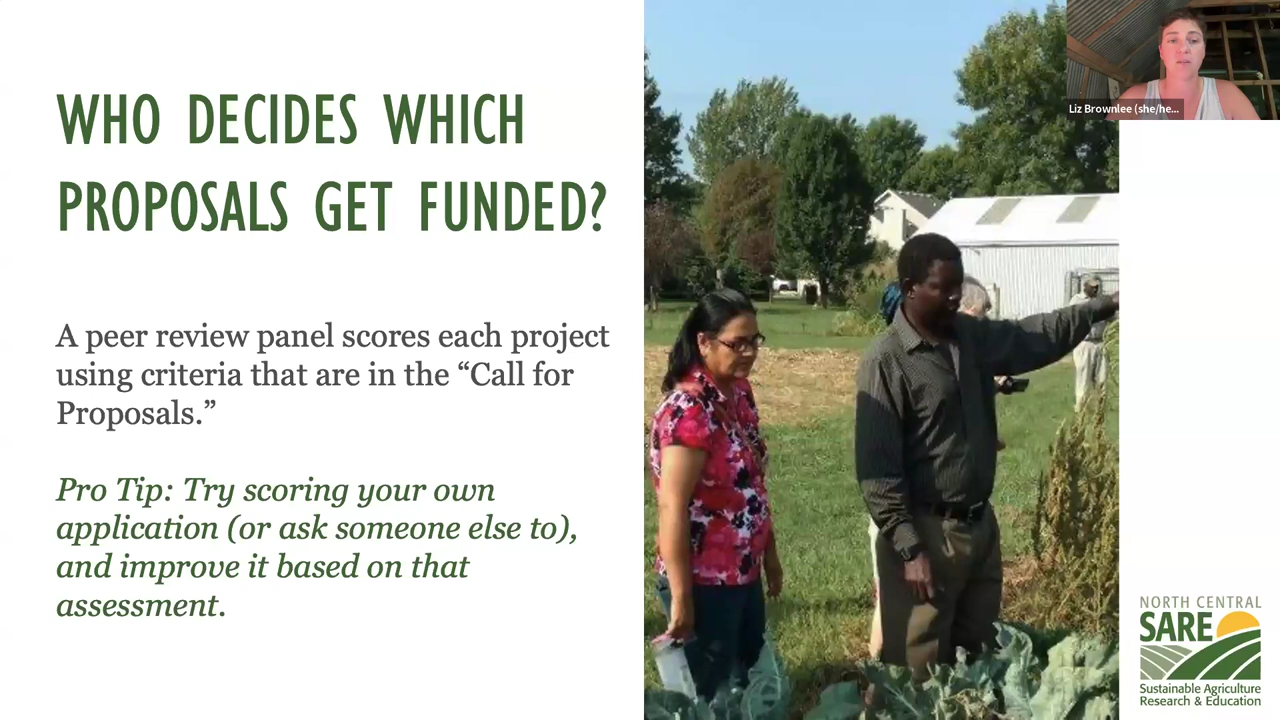 WHO DECIDES WHICH
PROPOSALS GET FUNDED?
A peer review panel scores each project
using criteria that are in the “Call for
Proposals.”
Pro Tip: Try scoring your own
application (or ask someone else to),
and improve it based on that
assessment.
Liz Brownlee (she/he...
NORTH CENTRAL
SARE
Sustainable Agriculture
Research & Education